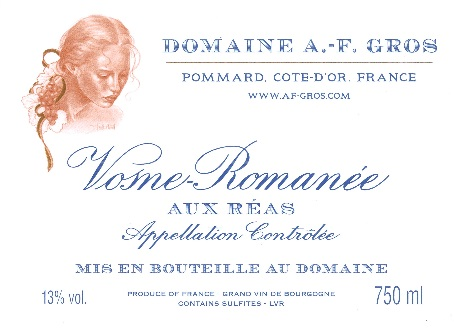 DOMAINE A.-F. GROS
POMMARD, COTE-D'OR, FRANCE
WWW.AF-GROS.COM
Vosne-Romanée
AUX RÉAS
Appellation Contrôlée
MIS EN BOUTEILLE AU DOMAINE
13% vol.
PRODUCE OF FRANCE - GRAND VIN DE BOURGOGNE
CONTAINS SULFITES - LVR
750 ml